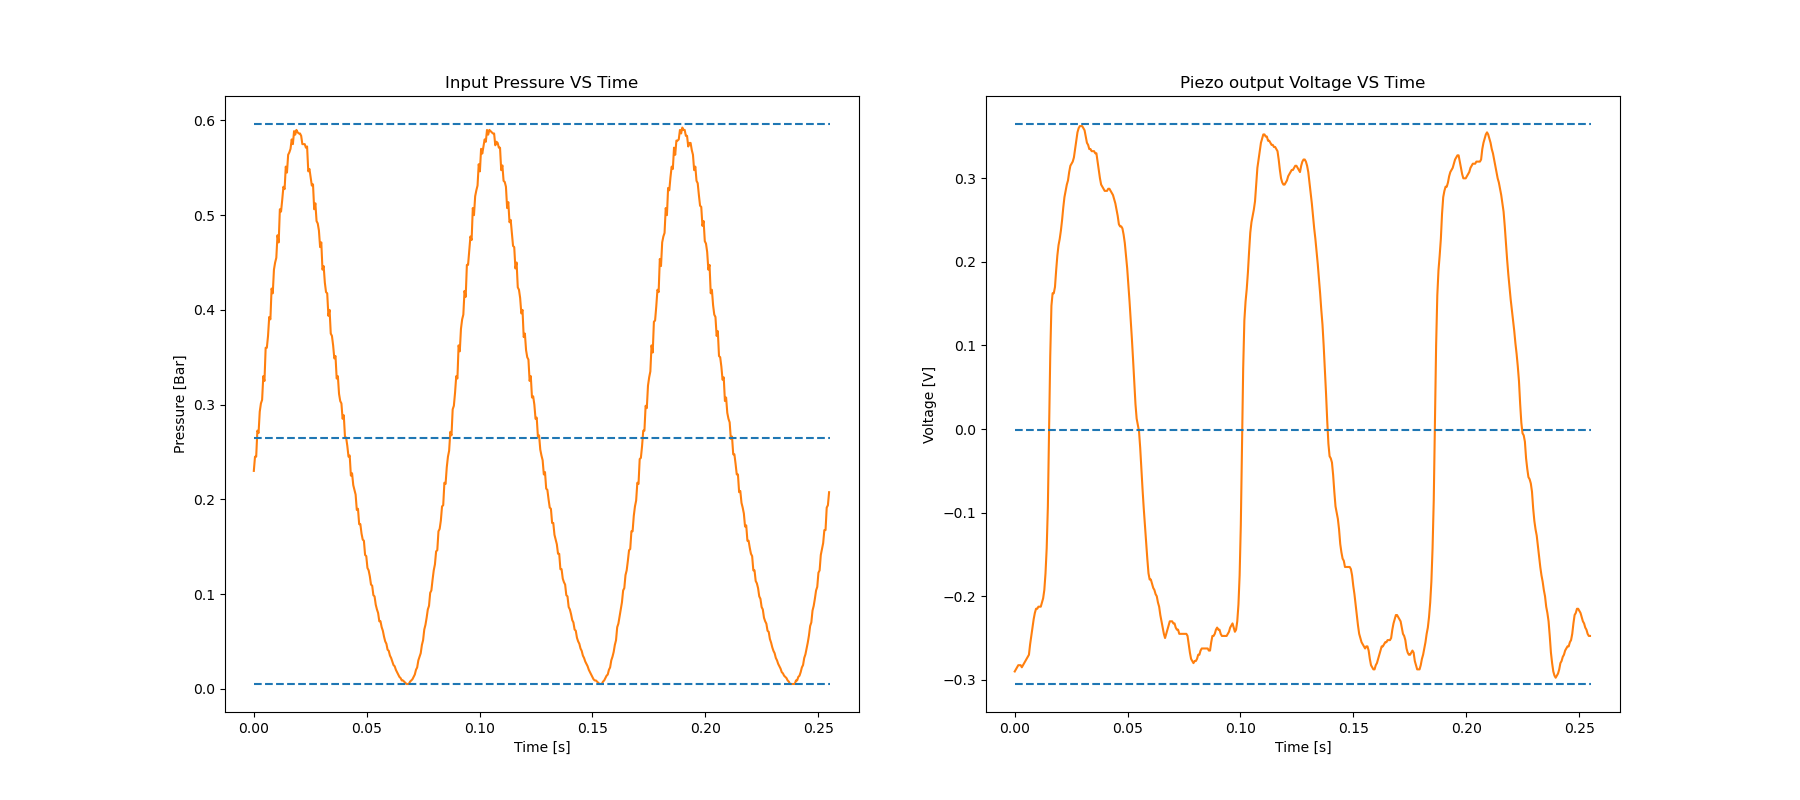 Input Pressure VS Time
Pressure [Bar]
0.6
0.5
0.4
0.3
0.2
0.1
0.0
0.00 0.05 0.10 0.15 0.20 0.25
Time [s]
Piezo output Voltage VS Time
Voltage [V]
0.3
0.2
0.1
0.0
−0.1
−0.2
−0.3
0.00 0.05 0.10 0.15 0.20 0.25
Time [s]